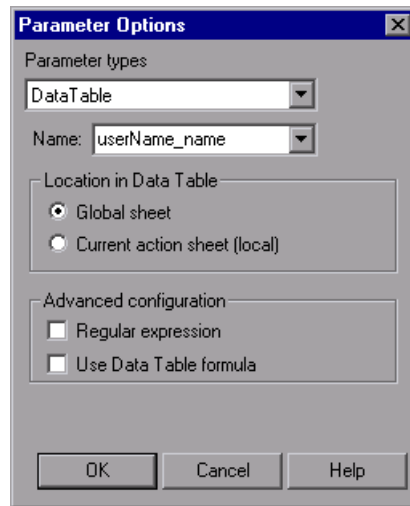 Parameter Options
Parameter types
DataTable
Name: userName_name
Location in Data Table
Global sheet
Current action sheet (local)
Advanced configuration
Regular expression
Use Data Table formula
OK Cancel Help